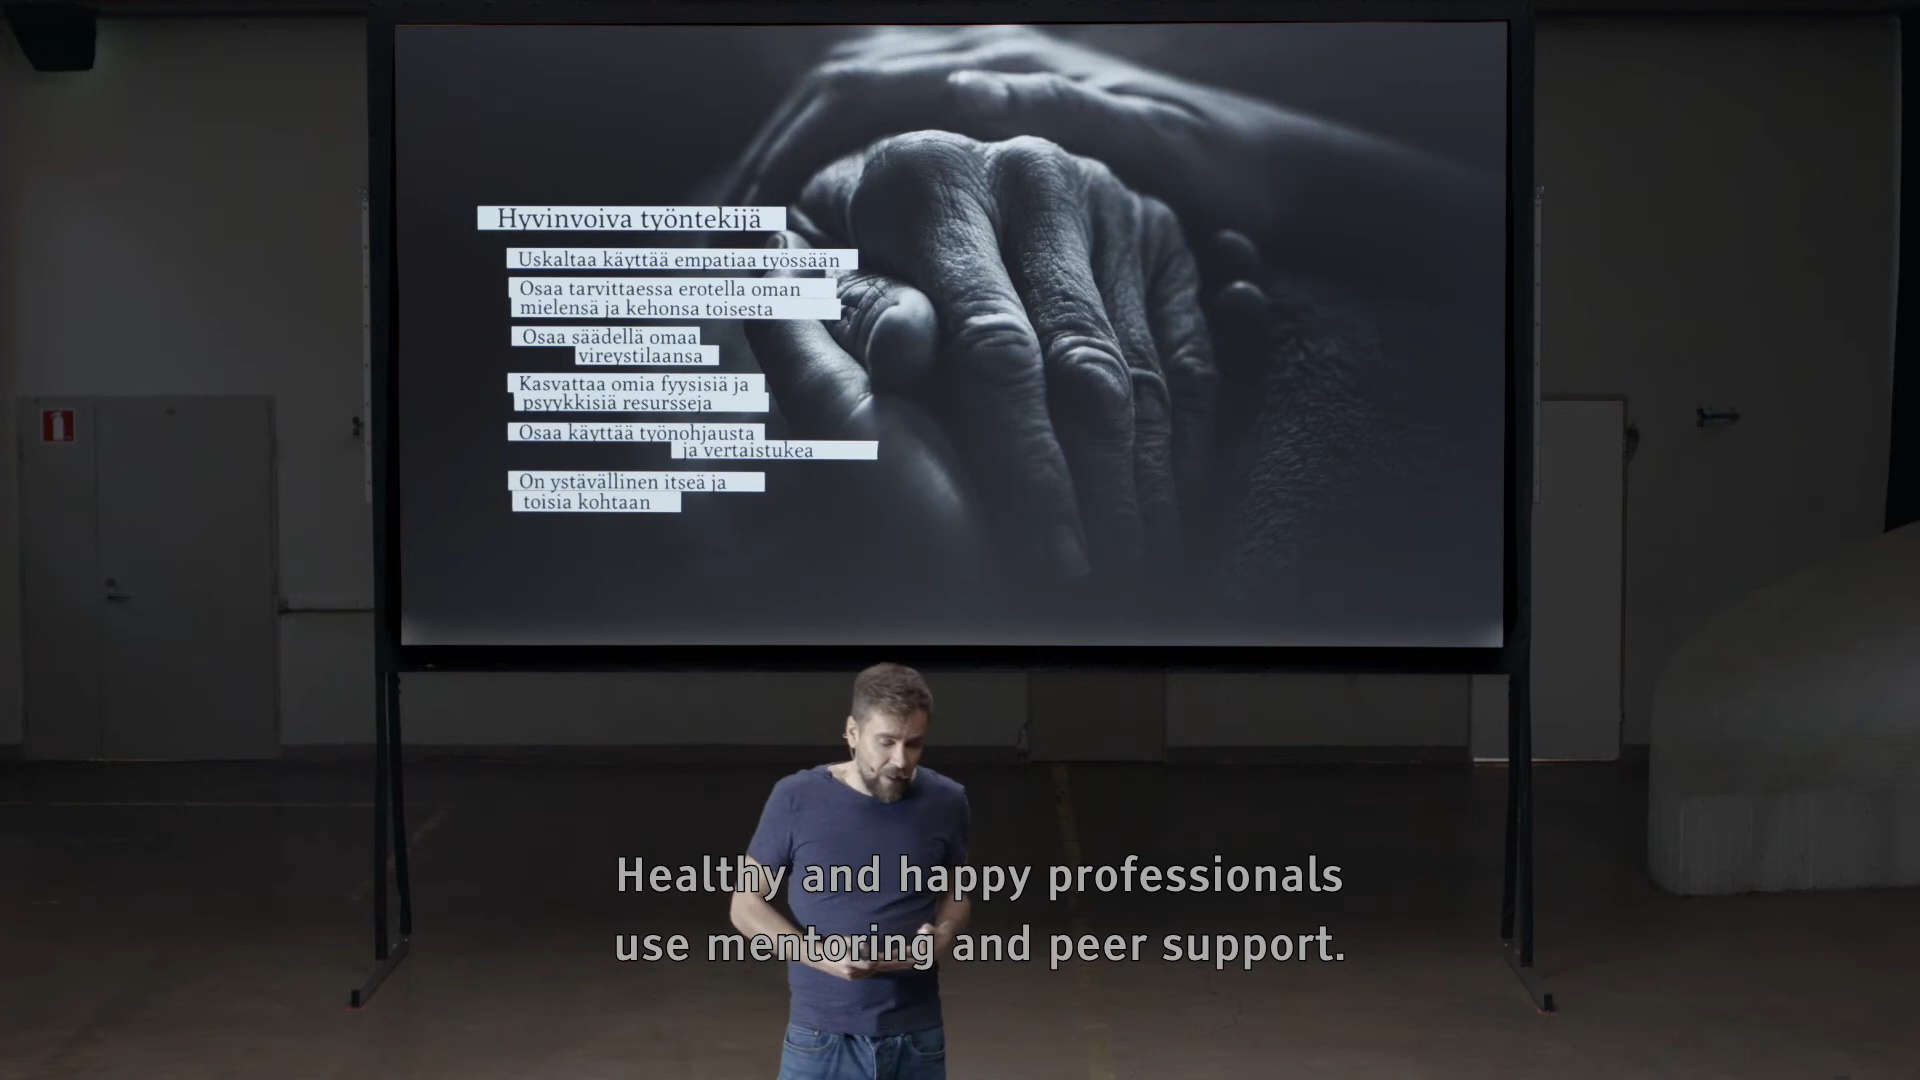 Hyvinvoiva työntekijä
Uskaltaa käyttää empatiaa työssään
Osaa tarvittaessa erotella oman
mielensä ja kehonsa toisesta
Osaa säädellä omaa
vireystilaansa
Kasvattaa omia fyysisiä ja
psyykkisiä resursseja
Osaa käyttää työnohjausta
ja vertaistukea
On ystävällinen itseä ja
toisia kohtaan
Healthy and happy professionals
use mentoring and peer support.